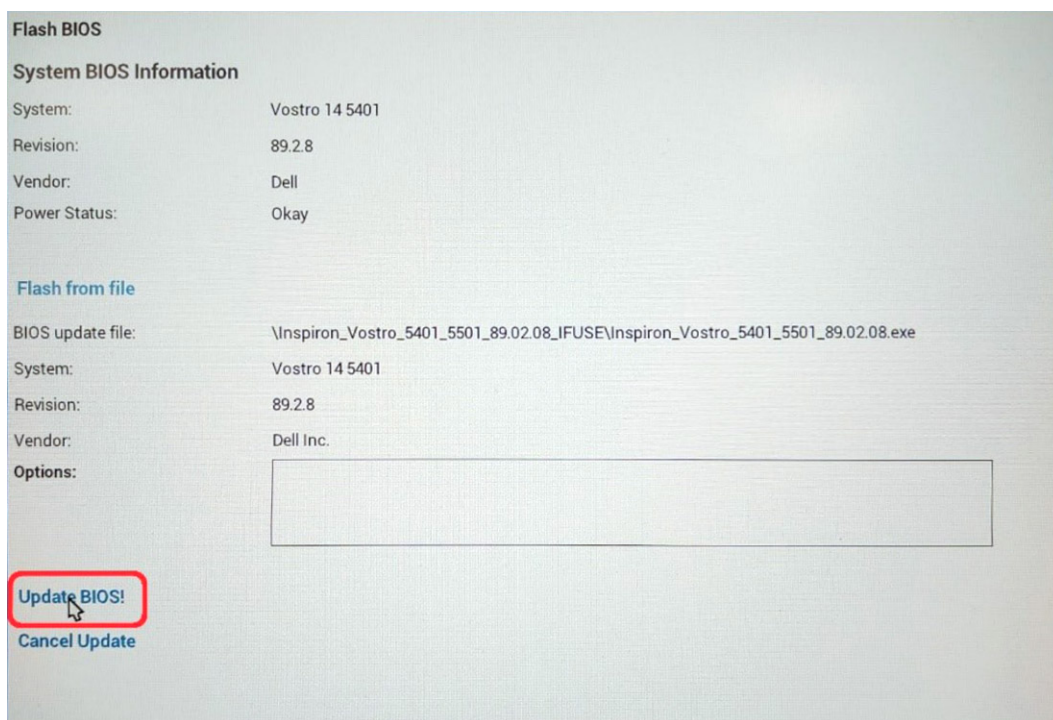 Flash BIOS
System BIOS Information
System: Vostro 14 5401
Revision: 89.2.8
Vendor: Dell
Power Status: Okay
Flash from file
BIOS update file: \Inspiron_Vostro_5401_5501_89.02.08_IFUSE\Inspiron_Vostro_5401_5501_89.02.08.exe
System: Vostro 14 5401
Revision: 89.2.8
Vendor: Dell Inc.
Options:
Update BIOS!
Cancel Update